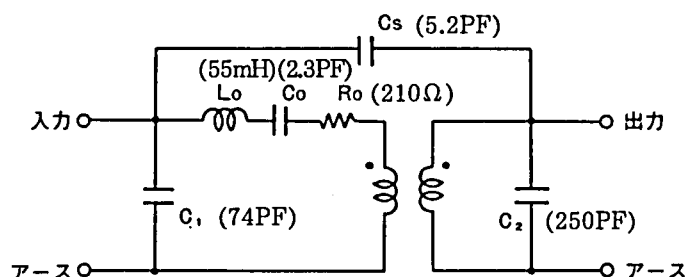 Cs (5.2PF)
(55mH)(2.3PF)
Lo Co Ro (210Ω)
入力 出力
C₁ (74PF) C₂ (250PF)
アース アース